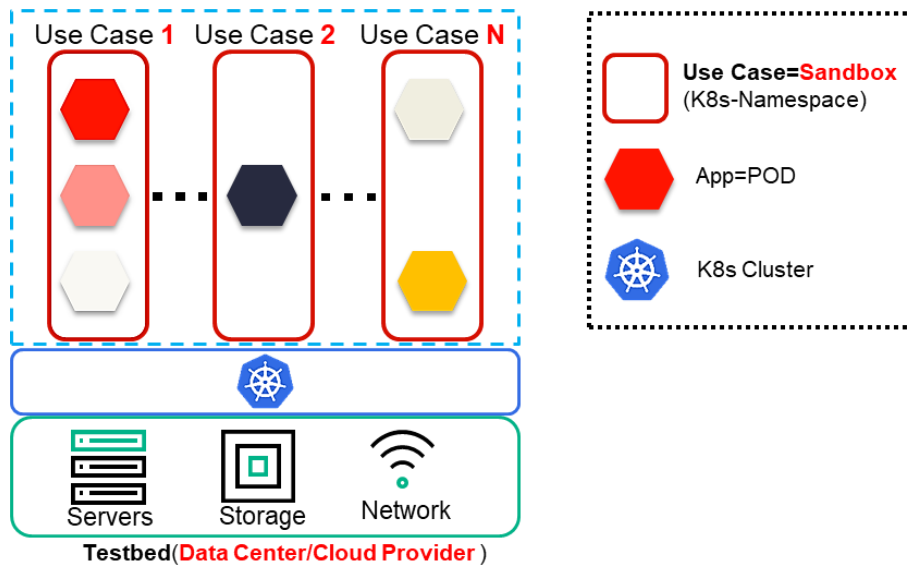 Use Case 1 Use Case 2 Use Case N
Use Case=Sandbox
(K8s-Namespace)
App=POD
K8s Cluster
Servers Storage Network
Testbed(Data Center/Cloud Provider )